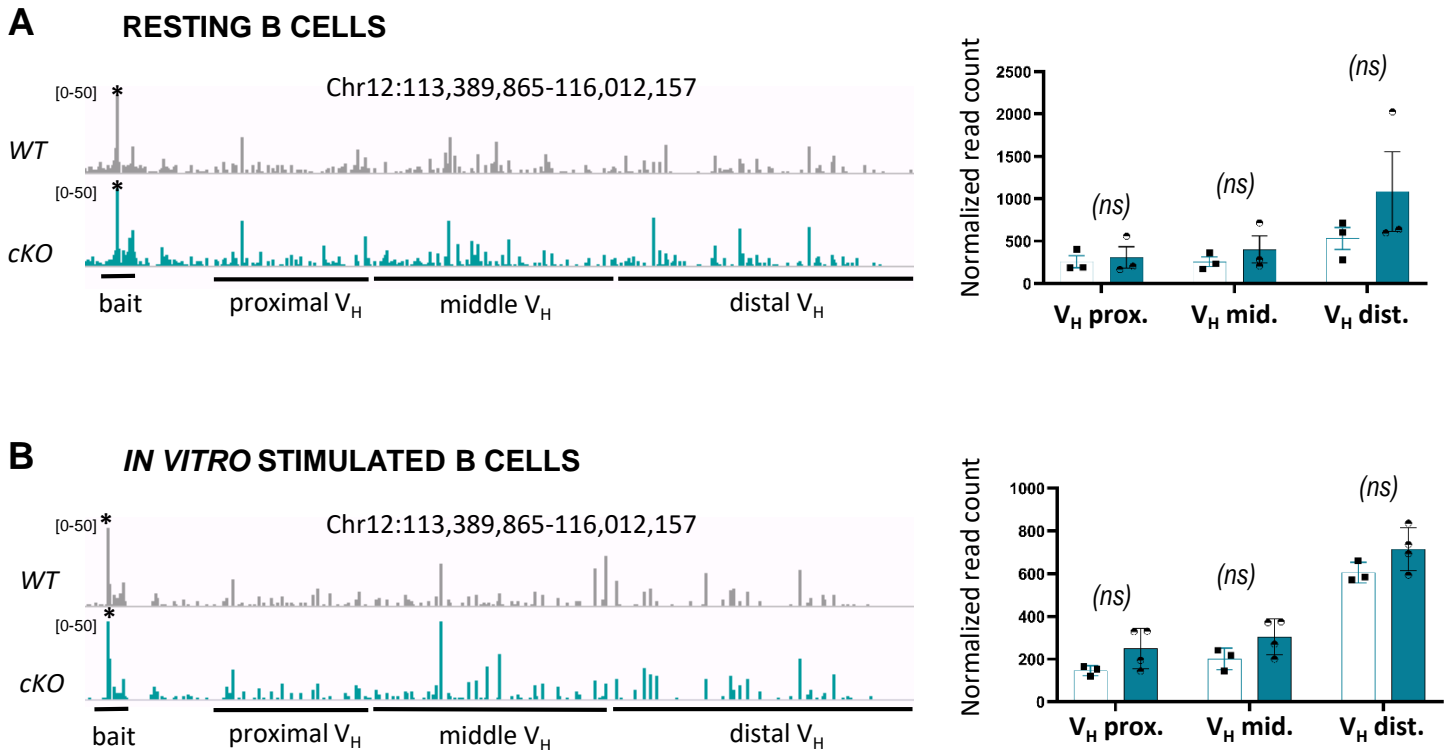 A RESTING B CELLS
Chr12:113,389,865-116,012,157
[0-50] *
WT
[0-50] *
cKO
bait proximal VH middle VH distal VH
Normalized read count
2500
2000
1500
1000
500
0
(ns) (ns) (ns)
VH prox. VH mid. VH dist.
B IN VITRO STIMULATED B CELLS
Chr12:113,389,865-116,012,157
[0-50] *
WT
[0-50] *
cKO
bait proximal VH middle VH distal VH
Normalized read count
1000
800
600
400
200
0
(ns) (ns) (ns)
VH prox. VH mid. VH dist.